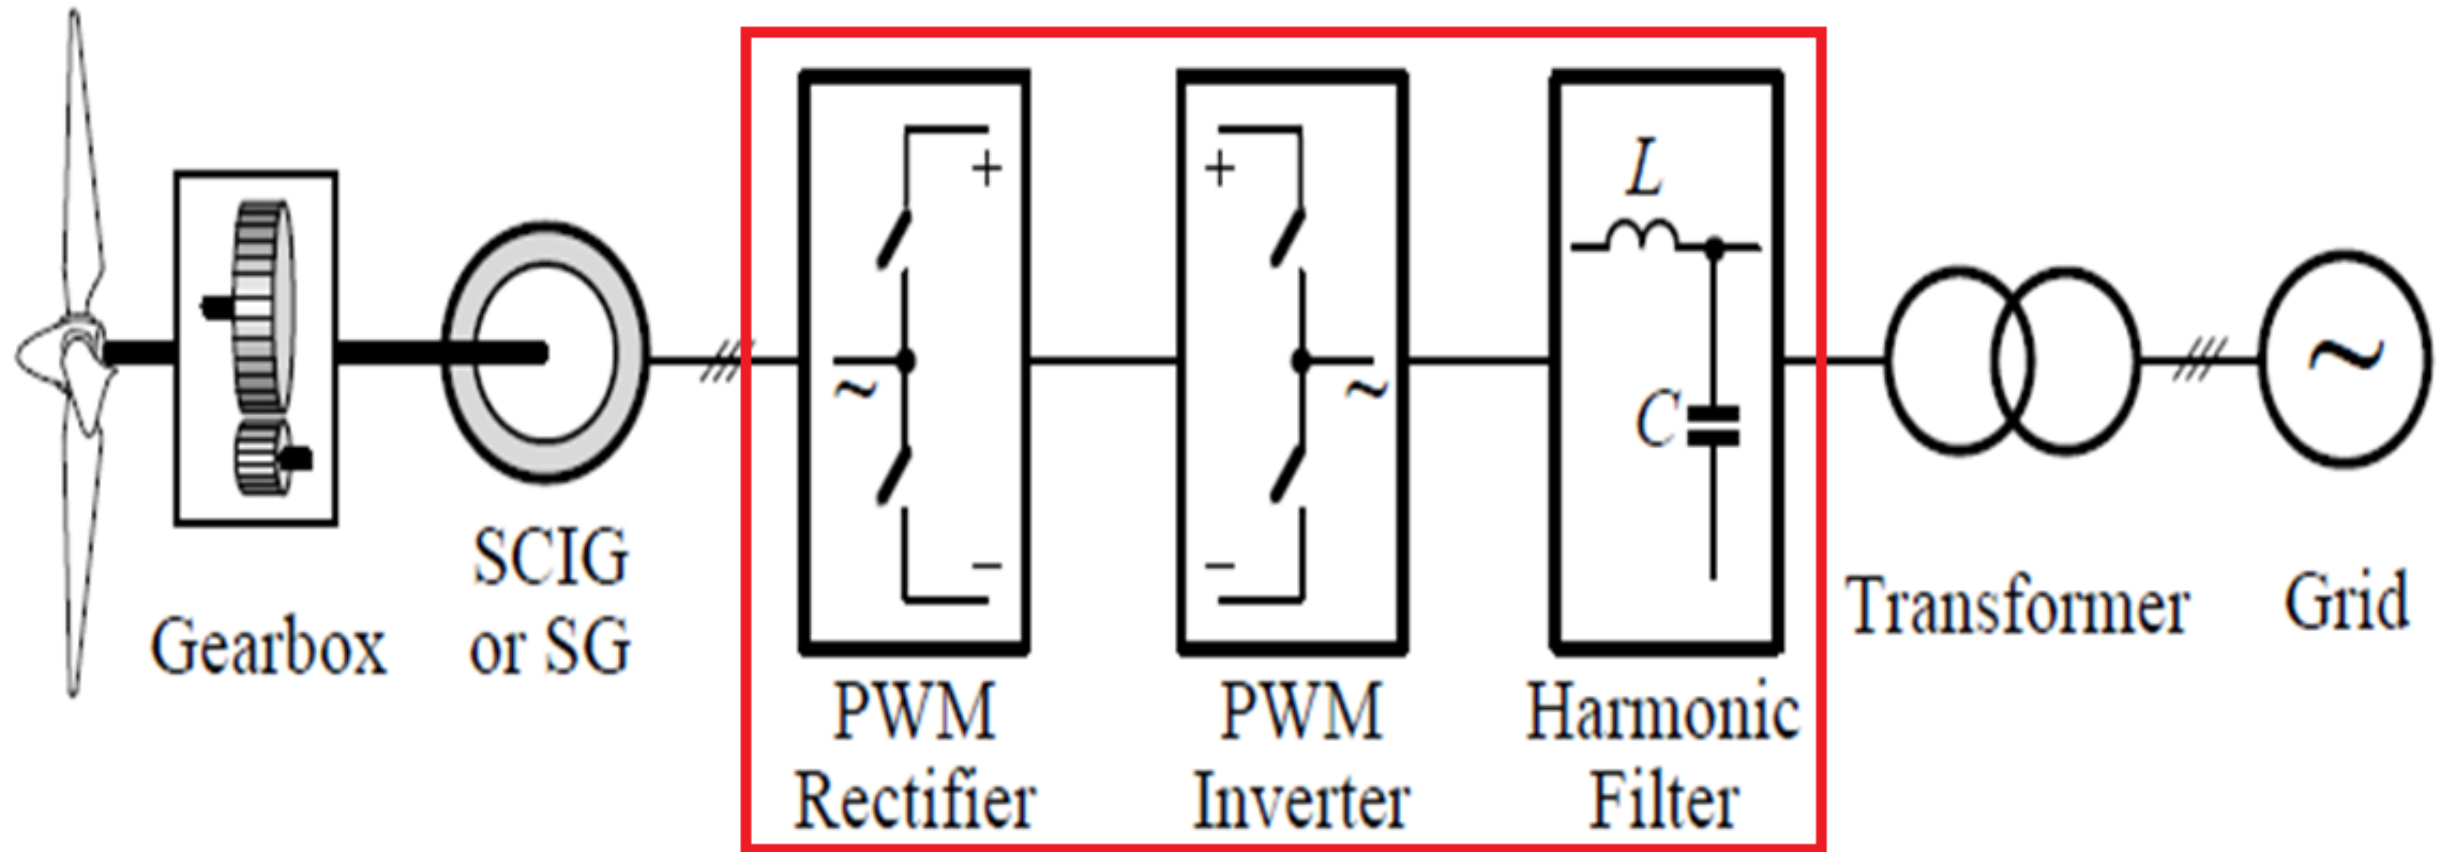 Gearbox
SCIG
or SG
~
+
−
PWM
Rectifier
+
−
~
PWM
Inverter
L
C
Harmonic
Filter
Transformer
~
Grid